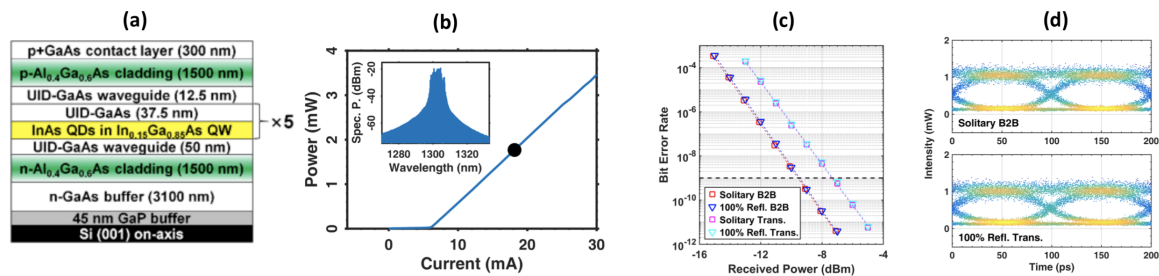 (a)
p+GaAs contact layer (300 nm)
p-Al0.4Ga0.6As cladding (1500 nm)
UID-GaAs waveguide (12.5 nm)
UID-GaAs (37.5 nm)
InAs QDs in In0.15Ga0.85As QW
×5
UID-GaAs waveguide (50 nm)
n-Al0.4Ga0.6As cladding (1500 nm)
n-GaAs buffer (3100 nm)
45 nm GaP buffer
Si (001) on-axis
(b)
Power (mW)
4
3
2
1
0
0 10 20 30
Current (mA)
Spec. P. (dBm)
-20
-40
-60
1280 1300 1320
Wavelength (nm)
(c)
Bit Error Rate
10-4
10-6
10-8
10-10
10-12
-16 -12 -8 -4
Received Power (dBm)
Solitary B2B
100% Refl. B2B
Solitary Trans.
100% Refl. Trans.
(d)
Intensity (mW)
2
1
0
Solitary B2B
2
1
0
100% Refl. Trans.
0 50 100 150 200
Time (ps)